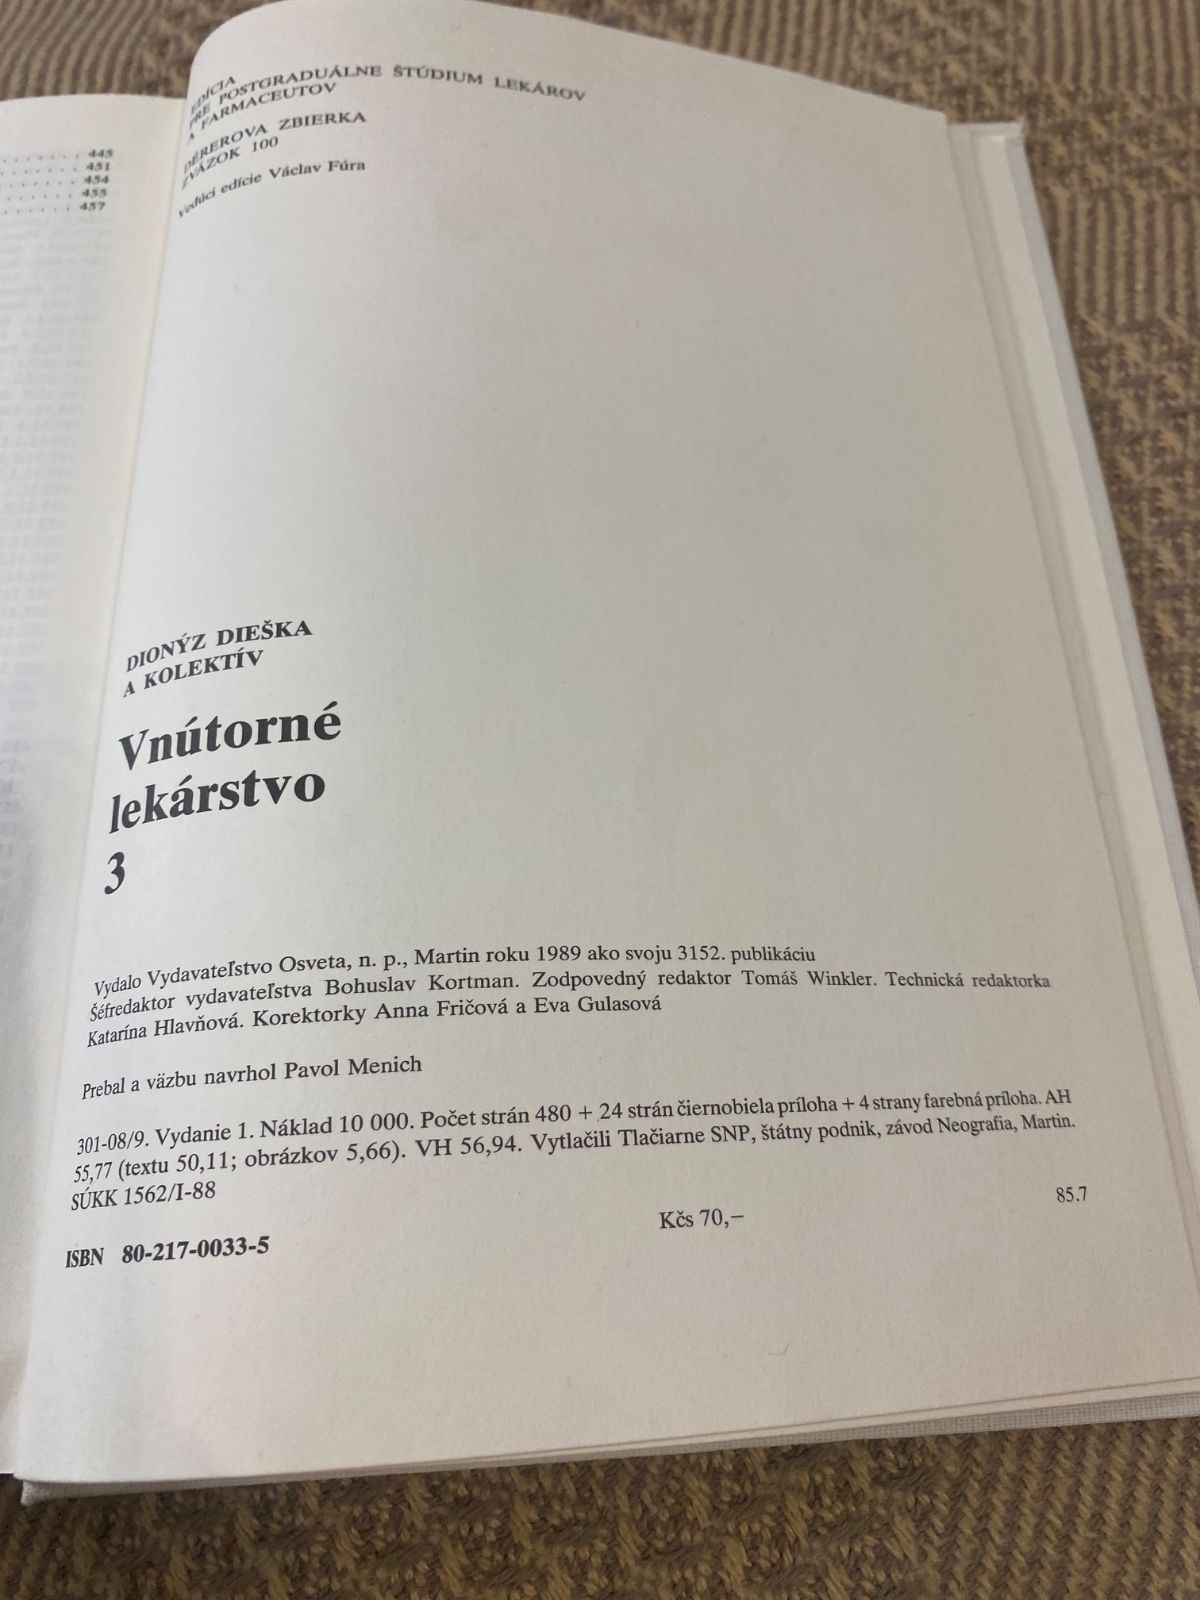 445
451
454
455
457
EDÍCIA
PRE POSTGRADUÁLNE ŠTÚDIUM LEKÁROV
A FARMACEUTOV
DÉREROVA ZBIERKA
ZVÄZOK 100
Vedúci edície Václav Fúra
DIONÝZ DIEŠKA
A KOLEKTÍV
Vnútorné
lekárstvo
3
Vydalo Vydavateľstvo Osveta, n. p., Martin roku 1989 ako svoju 3152. publikáciu
Šéfredaktor vydavateľstva Bohuslav Kortman. Zodpovedný redaktor Tomáš Winkler. Technická redaktorka
Katarína Hlavňová. Korektorky Anna Fričová a Eva Gulasová
Prebal a väzbu navrhol Pavol Menich
301-08/9. Vydanie 1. Náklad 10 000. Počet strán 480 + 24 strán čiernobiela príloha + 4 strany farebná príloha. AH
55,77 (textu 50,11; obrázkov 5,66). VH 56,94. Vytlačili Tlačiarne SNP, štátny podnik, závod Neografia, Martin.
SÚKK 1562/I-88
85.7
Kčs 70,–
ISBN 80-217-0033-5